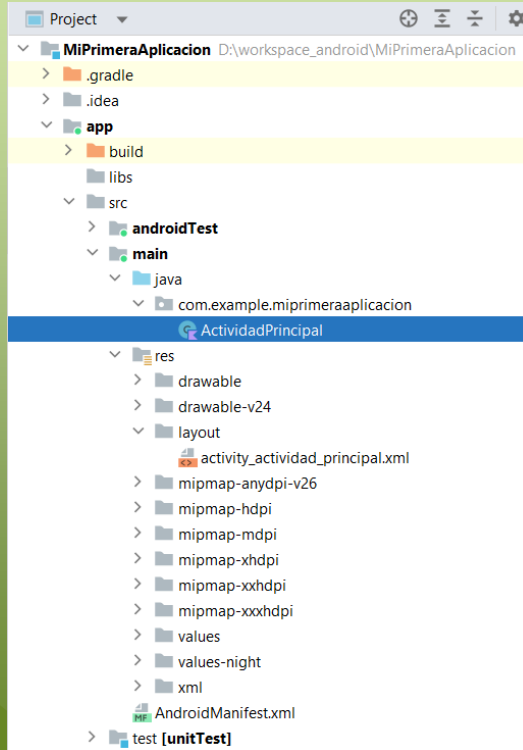 Project
MiPrimeraAplicacion D:\workspace_android\MiPrimeraAplicacion
.gradle
.idea
app
build
libs
src
androidTest
main
java
com.example.miprimeraaplicacion
ActividadPrincipal
res
drawable
drawable-v24
layout
activity_actividad_principal.xml
mipmap-anydpi-v26
mipmap-hdpi
mipmap-mdpi
mipmap-xhdpi
mipmap-xxhdpi
mipmap-xxxhdpi
values
values-night
xml
MF AndroidManifest.xml
test [unitTest]